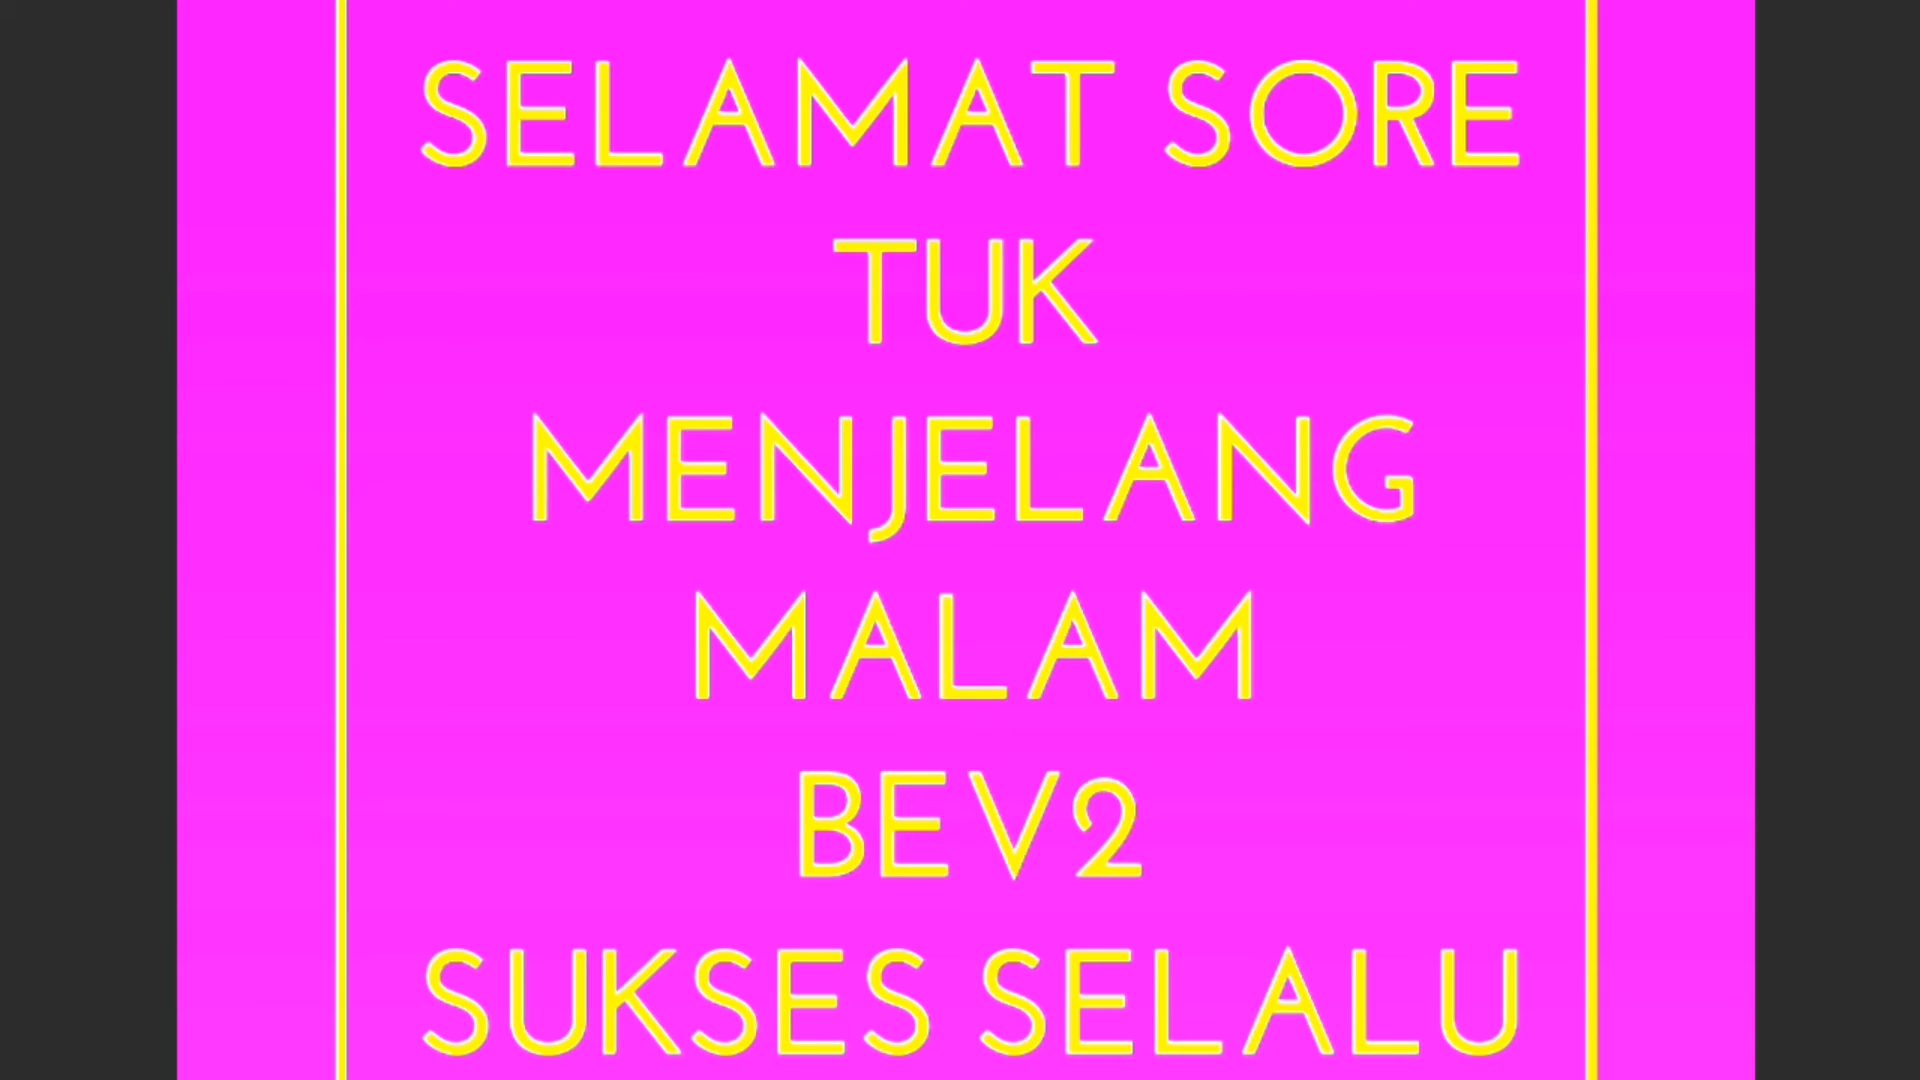 SELAMAT SORE
TUK
MENJELANG
MALAM
BEV2
SUKSES SELALU